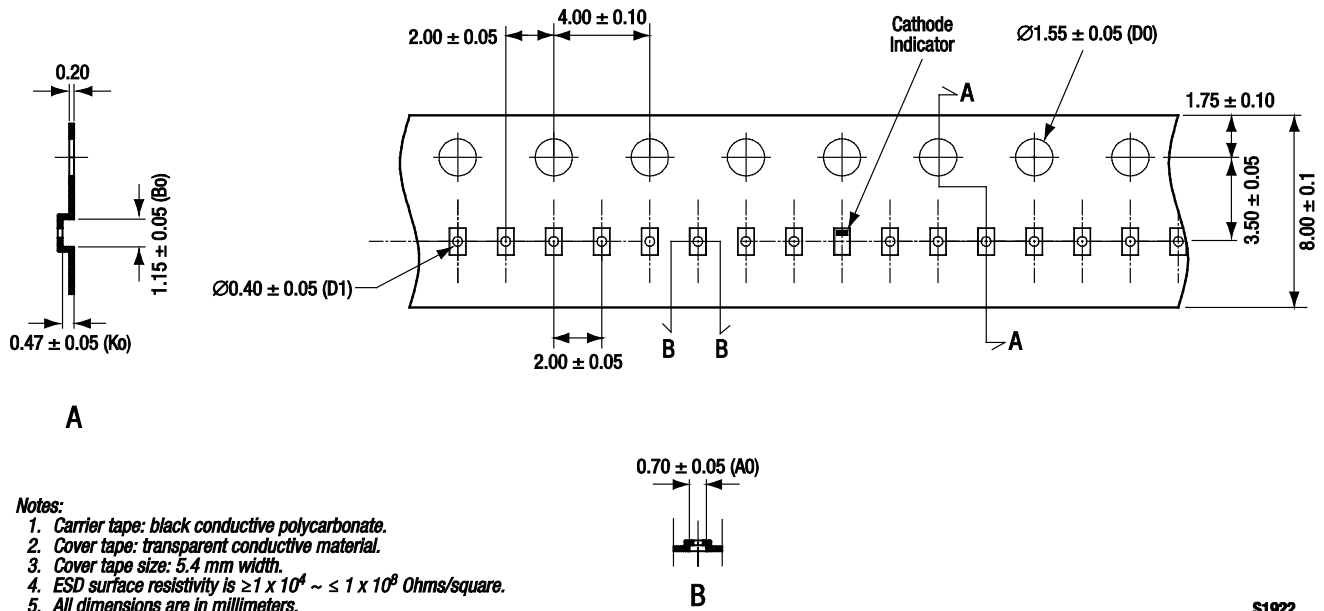 4.00 ± 0.10
2.00 ± 0.05
Cathode
Indicator
Ø1.55 ± 0.05 (D0)
0.20
A
1.75 ± 0.10
1.15 ± 0.05 (Bo)
3.50 ± 0.05
8.00 ± 0.1
Ø0.40 ± 0.05 (D1)
0.47 ± 0.05 (Ko)
B B
A
2.00 ± 0.05
A
0.70 ± 0.05 (A0)
B
Notes:
1. Carrier tape: black conductive polycarbonate.
2. Cover tape: transparent conductive material.
3. Cover tape size: 5.4 mm width.
4. ESD surface resistivity is ≥1 x 10⁴ ~ ≤ 1 x 10⁸ Ohms/square.
5. All dimensions are in millimeters.
S1922